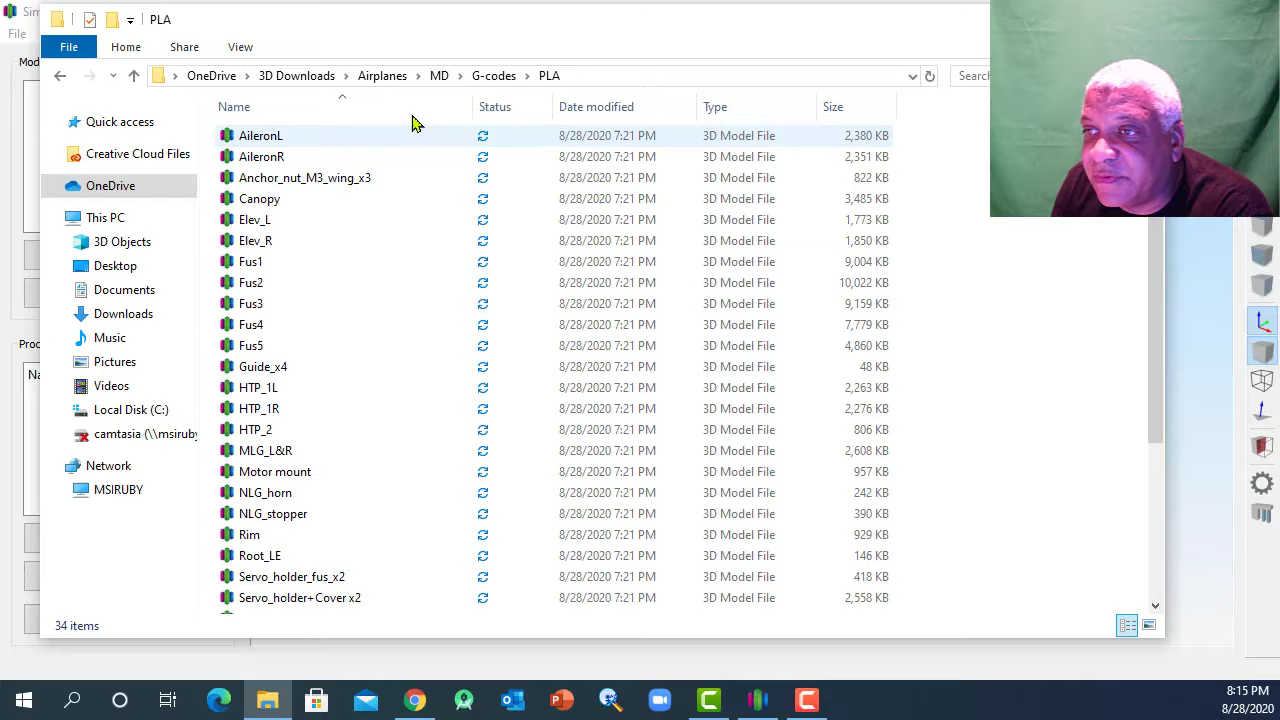 Sim
PLA
File
File
Home
Share
View
Mod
OneDrive > 3D Downloads > Airplanes > MD > G-codes > PLA
Searc
Name
Status
Date modified
Type
Size
Quick access
Creative Cloud Files
OneDrive
This PC
3D Objects
Desktop
Documents
Downloads
Music
Pictures
Videos
Local Disk (C:)
camtasia (\\msiruby
Network
MSIRUBY
Proc
Na
AileronL 8/28/2020 7:21 PM 3D Model File 2,380 KB
AileronR 8/28/2020 7:21 PM 3D Model File 2,351 KB
Anchor_nut_M3_wing_x3 8/28/2020 7:21 PM 3D Model File 822 KB
Canopy 8/28/2020 7:21 PM 3D Model File 3,485 KB
Elev_L 8/28/2020 7:21 PM 3D Model File 1,773 KB
Elev_R 8/28/2020 7:21 PM 3D Model File 1,850 KB
Fus1 8/28/2020 7:21 PM 3D Model File 9,004 KB
Fus2 8/28/2020 7:21 PM 3D Model File 10,022 KB
Fus3 8/28/2020 7:21 PM 3D Model File 9,159 KB
Fus4 8/28/2020 7:21 PM 3D Model File 7,779 KB
Fus5 8/28/2020 7:21 PM 3D Model File 4,860 KB
Guide_x4 8/28/2020 7:21 PM 3D Model File 48 KB
HTP_1L 8/28/2020 7:21 PM 3D Model File 2,263 KB
HTP_1R 8/28/2020 7:21 PM 3D Model File 2,276 KB
HTP_2 8/28/2020 7:21 PM 3D Model File 806 KB
MLG_L&R 8/28/2020 7:21 PM 3D Model File 2,608 KB
Motor mount 8/28/2020 7:21 PM 3D Model File 957 KB
NLG_horn 8/28/2020 7:21 PM 3D Model File 242 KB
NLG_stopper 8/28/2020 7:21 PM 3D Model File 390 KB
Rim 8/28/2020 7:21 PM 3D Model File 929 KB
Root_LE 8/28/2020 7:21 PM 3D Model File 146 KB
Servo_holder_fus_x2 8/28/2020 7:21 PM 3D Model File 418 KB
Servo_holder+Cover x2 8/28/2020 7:21 PM 3D Model File 2,558 KB
34 items
8:15 PM
8/28/2020